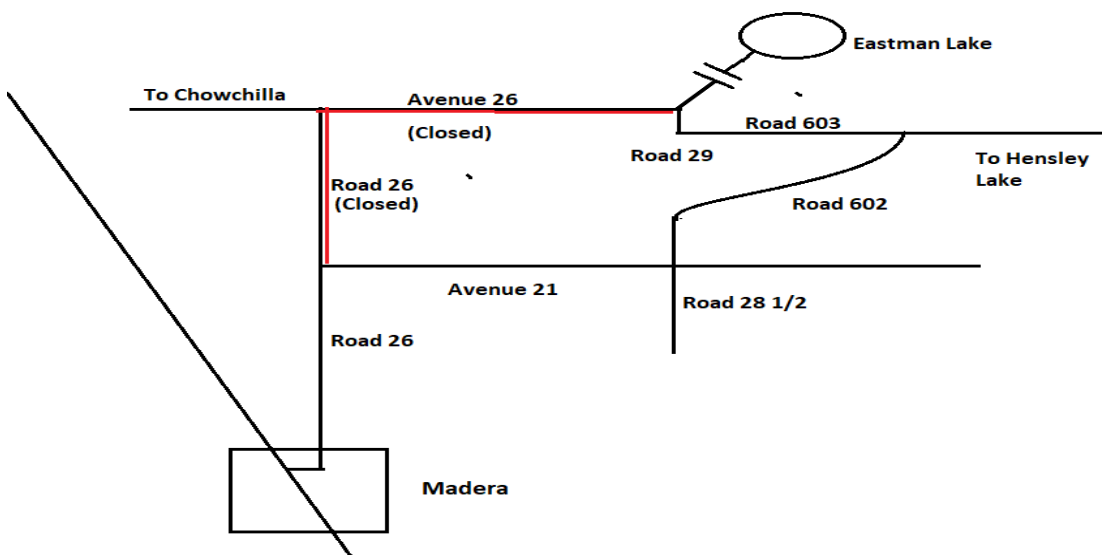 Eastman Lake
To Chowchilla
Avenue 26
(Closed)
Road 603
Road 29
To Hensley
Lake
Road 26
(Closed)
Road 602
Avenue 21
Road 28 1/2
Road 26
Madera